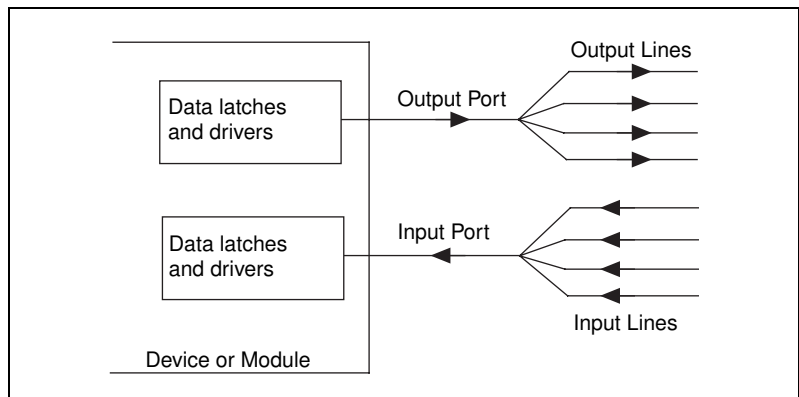 Output Lines
Data latches
and drivers
Output Port
Data latches
and drivers
Input Port
Input Lines
Device or Module